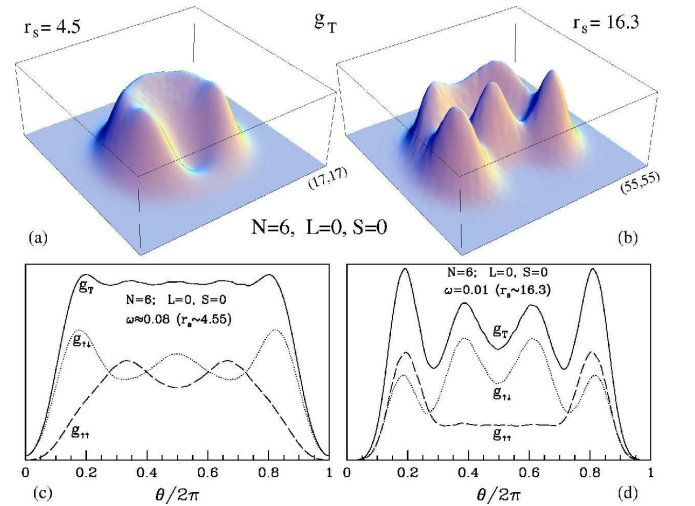 r_s = 4.5
g_T
r_s = 16.3
(17,17)
(55,55)
(a)
N=6, L=0, S=0
(b)
g_T
N=6; L=0, S=0
ω≈0.08 (r_s~4.55)
g_↑↓
g_↑↑
0 0.2 0.4 0.6 0.8 1
(c)
θ/2π
N=6; L=0, S=0
ω=0.01 (r_s~16.3)
g_T
g_↑↓
g_↑↑
0 0.2 0.4 0.6 0.8 1
θ/2π
(d)